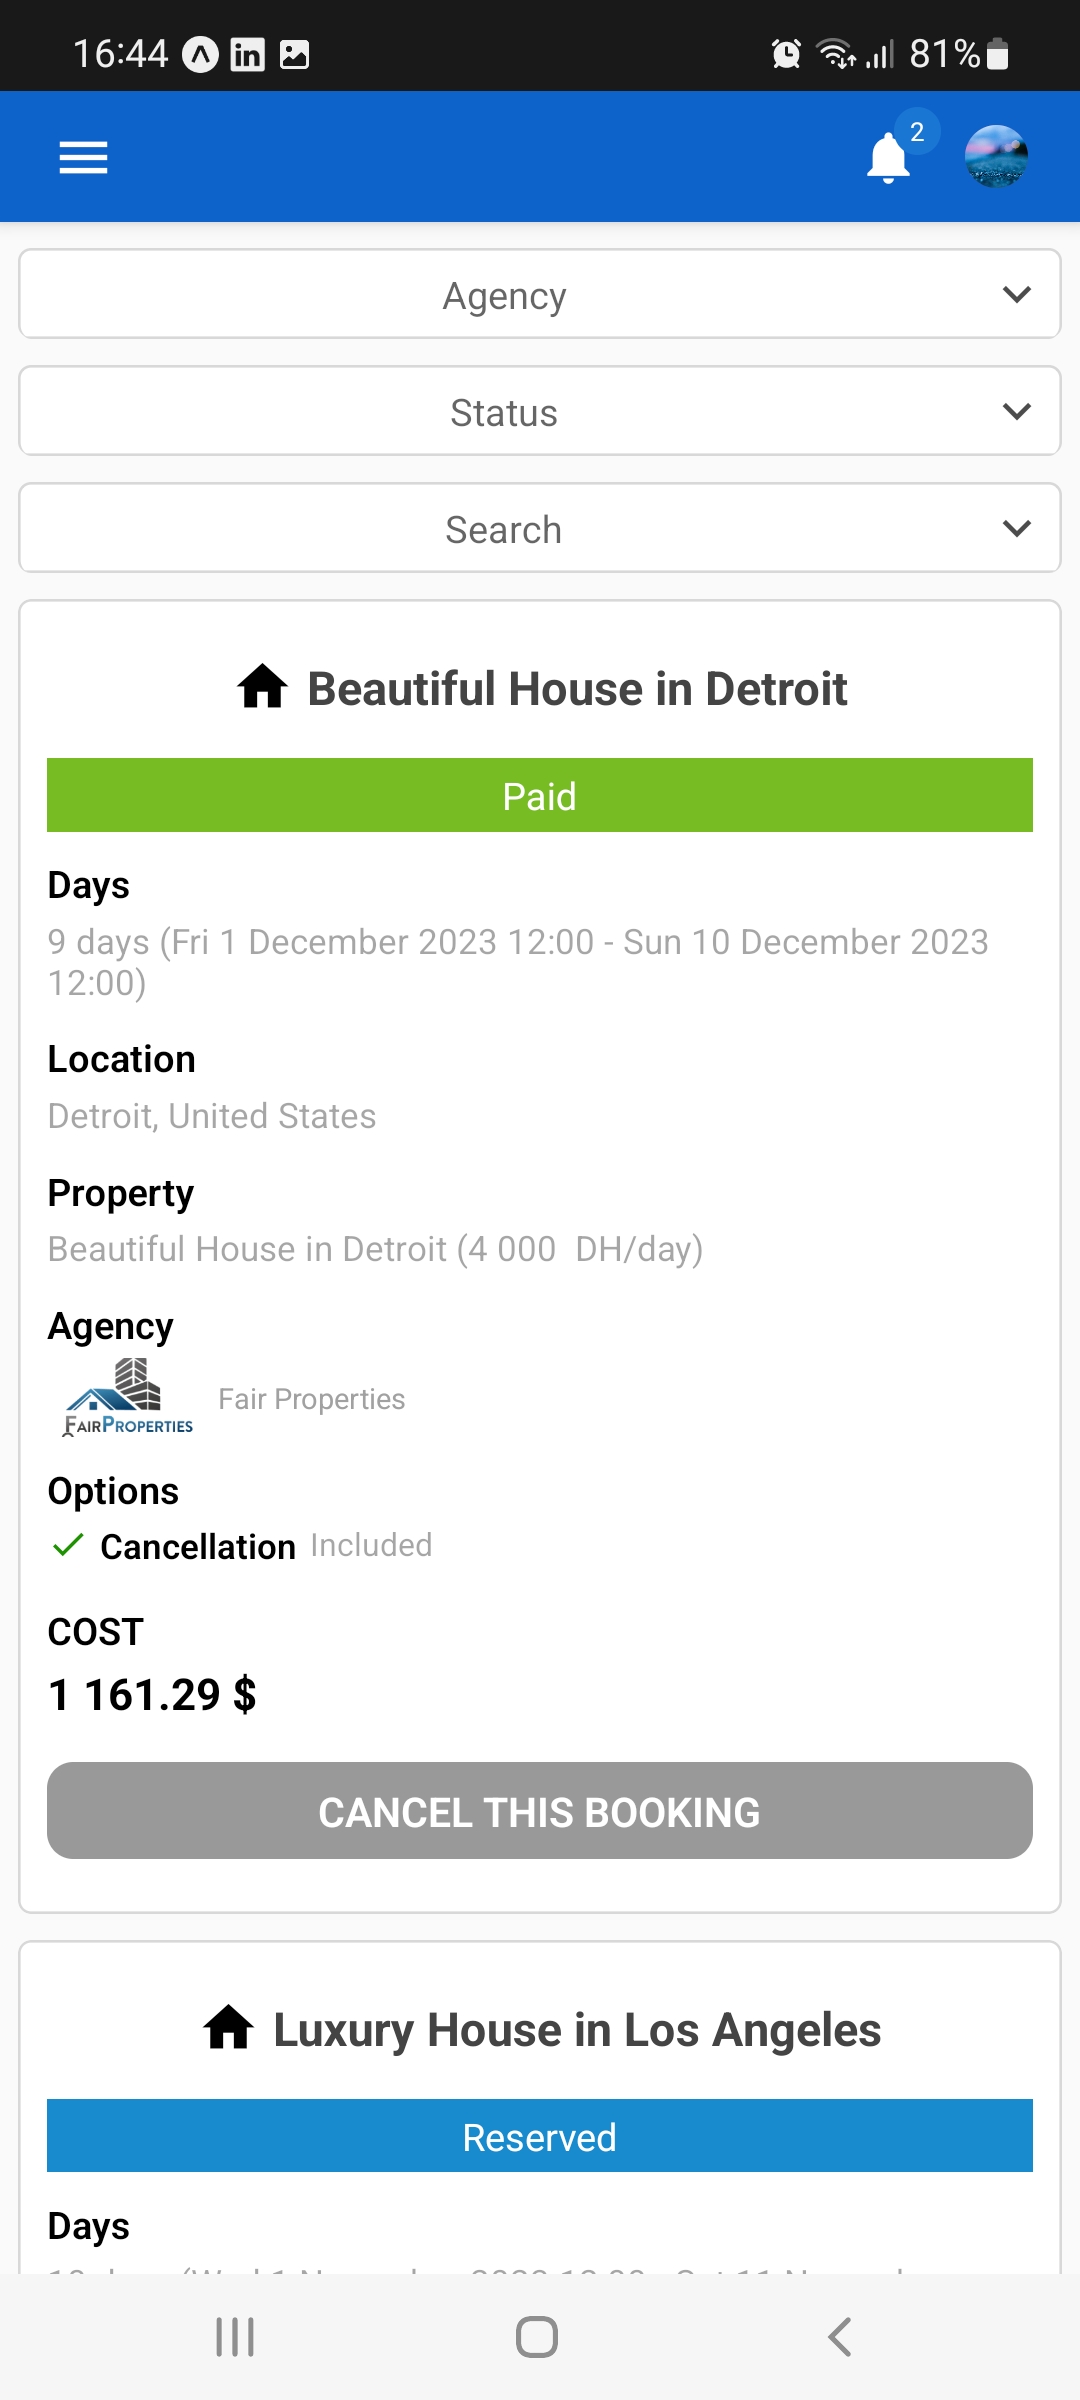 16:44
81%
2
Agency
Status
Search
Beautiful House in Detroit
Paid
Days
9 days (Fri 1 December 2023 12:00 - Sun 10 December 2023
12:00)
Location
Detroit, United States
Property
Beautiful House in Detroit (4 000  DH/day)
Agency
FAIRPROPERTIES
Fair Properties
Options
Cancellation Included
COST
1 161.29 $
CANCEL THIS BOOKING
Luxury House in Los Angeles
Reserved
Days